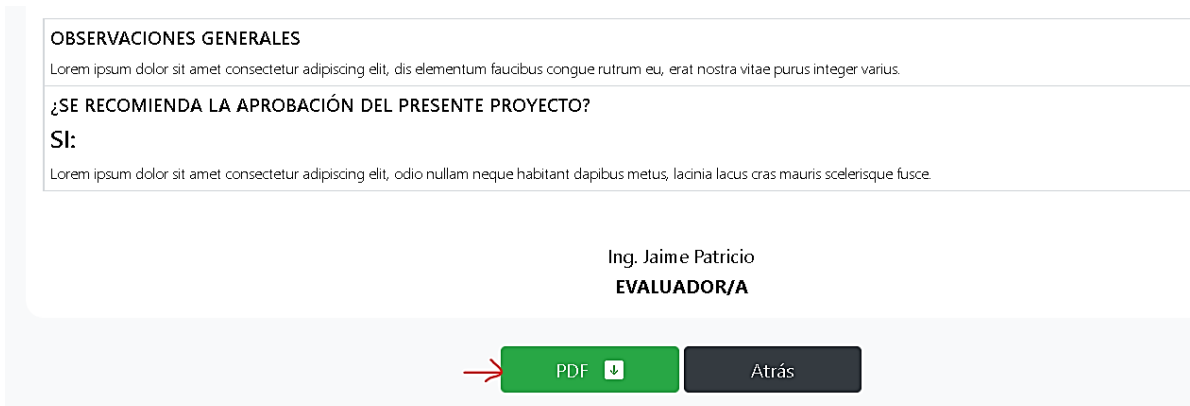 OBSERVACIONES GENERALES
Lorem ipsum dolor sit amet consectetur adipiscing elit, dis elementum faucibus congue rutrum eu, erat nostra vitae purus integer varius.
¿SE RECOMIENDA LA APROBACIÓN DEL PRESENTE PROYECTO?
SI:
Lorem ipsum dolor sit amet consectetur adipiscing elit, odio nullam neque habitant dapibus metus, lacinia lacus cras mauris scelerisque fusce.
Ing. Jaime Patricio
EVALUADOR/A
PDF
Atrás